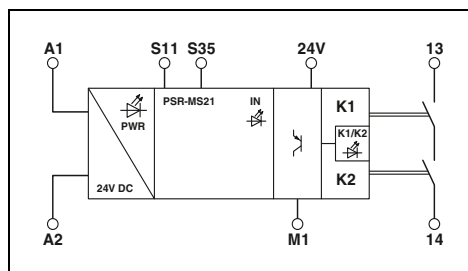 A1 S11 S35 24V 13
PSR-MS21 IN K1
PWR K1/K2
24V DC K2
A2 M1 14